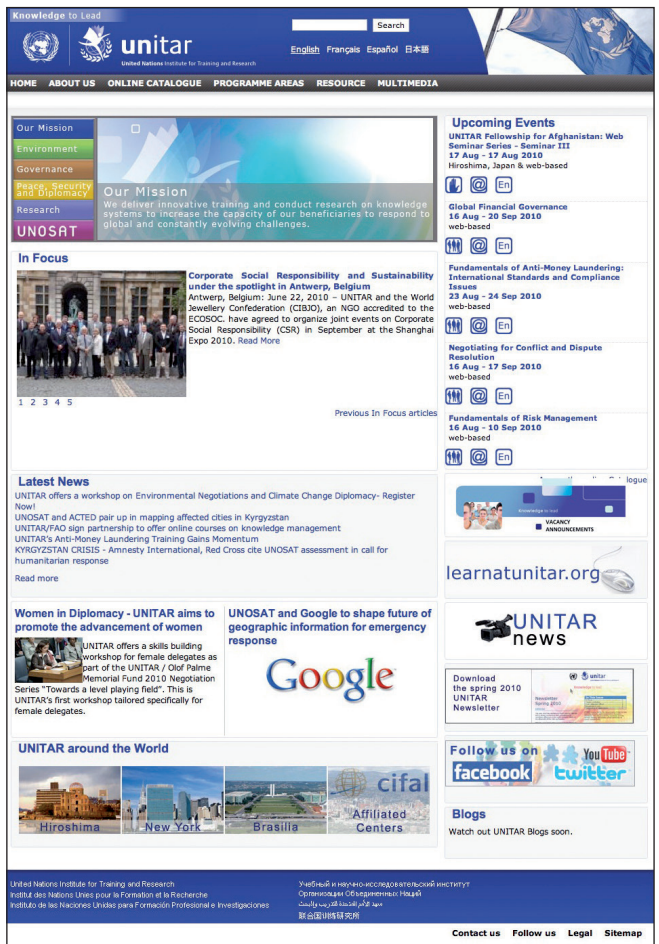 Knowledge to Lead
Search
unitar
United Nations Institute for Training and Research
English Français Español 日本語
HOME ABOUT US ONLINE CATALOGUE PROGRAMME AREAS RESOURCE MULTIMEDIA
Our Mission
Environment
Governance
Peace, Security
and Diplomacy
Research
UNOSAT
Our Mission
We deliver innovative training and conduct research on knowledge
systems to increase the capacity of our beneficiaries to respond to
global and constantly evolving challenges.
In Focus
Corporate Social Responsibility and Sustainability
under the spotlight in Antwerp, Belgium
Antwerp, Belgium: June 22, 2010 – UNITAR and the World
Jewellery Confederation (CIBJO), an NGO accredited to the
ECOSOC. have agreed to organize joint events on Corporate
Social Responsibility (CSR) in September at the Shanghai
Expo 2010. Read More
1 2 3 4 5
Previous In Focus articles
Latest News
UNITAR offers a workshop on Environmental Negotiations and Climate Change Diplomacy- Register
Now!
UNOSAT and ACTED pair up in mapping affected cities in Kyrgyzstan
UNITAR/FAO sign partnership to offer online courses on knowledge management
UNITAR's Anti-Money Laundering Training Gains Momentum
KYRGYZSTAN CRISIS - Amnesty International, Red Cross cite UNOSAT assessment in call for
humanitarian response
Read more
Women in Diplomacy - UNITAR aims to
promote the advancement of women
UNITAR offers a skills building
workshop for female delegates as
part of the UNITAR / Olof Palme
Memorial Fund 2010 Negotiation
Series "Towards a level playing field". This is
UNITAR's first workshop tailored specifically for
female delegates.
UNOSAT and Google to shape future of
geographic information for emergency
response
Google
UNITAR around the World
Hiroshima
New York
Brasilia
cifal
Affiliated
Centers
Upcoming Events
UNITAR Fellowship for Afghanistan: Web
Seminar Series - Seminar III
17 Aug - 17 Aug 2010
Hiroshima, Japan & web-based
@ En
Global Financial Governance
16 Aug - 20 Sep 2010
web-based
@ En
Fundamentals of Anti-Money Laundering:
International Standards and Compliance
Issues
23 Aug - 24 Sep 2010
web-based
@ En
Negotiating for Conflict and Dispute
Resolution
16 Aug - 17 Sep 2010
web-based
@ En
Fundamentals of Risk Management
16 Aug - 10 Sep 2010
web-based
@ En
Catalogue
Knowledge to lead
VACANCY
ANNOUNCEMENTS
learnatunitar.org
UNITAR
news
Download
the spring 2010
UNITAR
Newsletter
unitar
Newsletter
Spring 2010
Follow us on
YouTube
facebook
twitter
Blogs
Watch out UNITAR Blogs soon.
United Nations Institute for Training and Research
Institut des Nations Unies pour la Formation et la Recherche
Instituto de las Naciones Unidas para Formación Profesional e Investigaciones
Учебный и научно-исследовательский институт
Организации Объединенных Наций
معهد الأمم المتحدة للتدريب والبحث
联合国训练研究所
Contact us Follow us Legal Sitemap